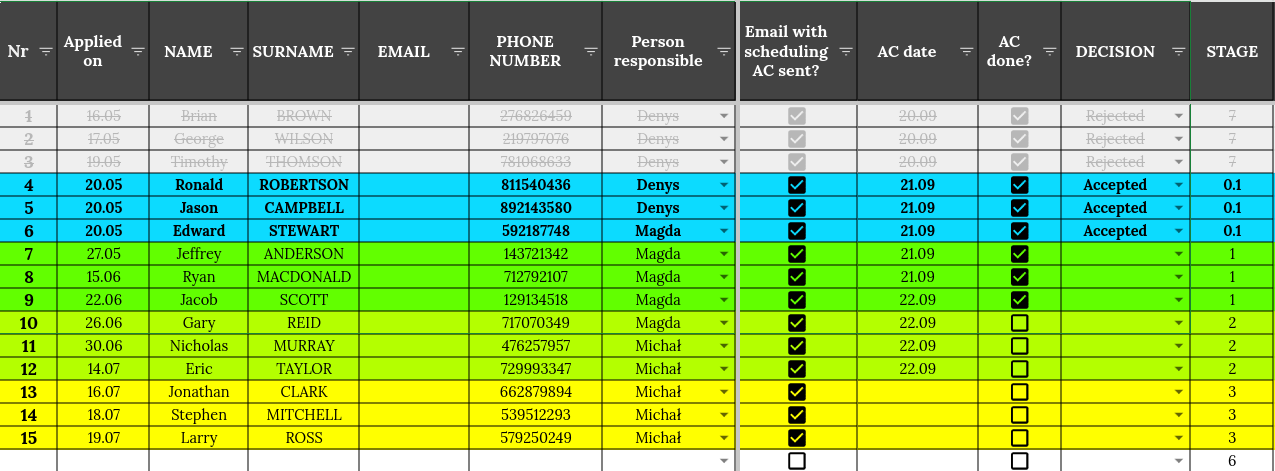 Nr Applied on NAME SURNAME EMAIL PHONE NUMBER Person responsible Email with scheduling AC sent? AC date AC done? DECISION STAGE
1 16.05 Brian BROWN 276826459 Denys 20.09 Rejected 7
2 17.05 George WILSON 219797076 Denys 20.09 Rejected 7
3 19.05 Timothy THOMSON 781068633 Denys 20.09 Rejected 7
4 20.05 Ronald ROBERTSON 811540436 Denys 21.09 Accepted 0.1
5 20.05 Jason CAMPBELL 892143580 Denys 21.09 Accepted 0.1
6 20.05 Edward STEWART 592187748 Magda 21.09 Accepted 0.1
7 27.05 Jeffrey ANDERSON 143721342 Magda 21.09 1
8 15.06 Ryan MACDONALD 712792107 Magda 21.09 1
9 22.06 Jacob SCOTT 129134518 Magda 22.09 1
10 26.06 Gary REID 717070349 Magda 22.09 2
11 30.06 Nicholas MURRAY 476257957 Michał 22.09 2
12 14.07 Eric TAYLOR 729993347 Michał 22.09 2
13 16.07 Jonathan CLARK 662879894 Michał 3
14 18.07 Stephen MITCHELL 539512293 Michał 3
15 19.07 Larry ROSS 579250249 Michał 3
6